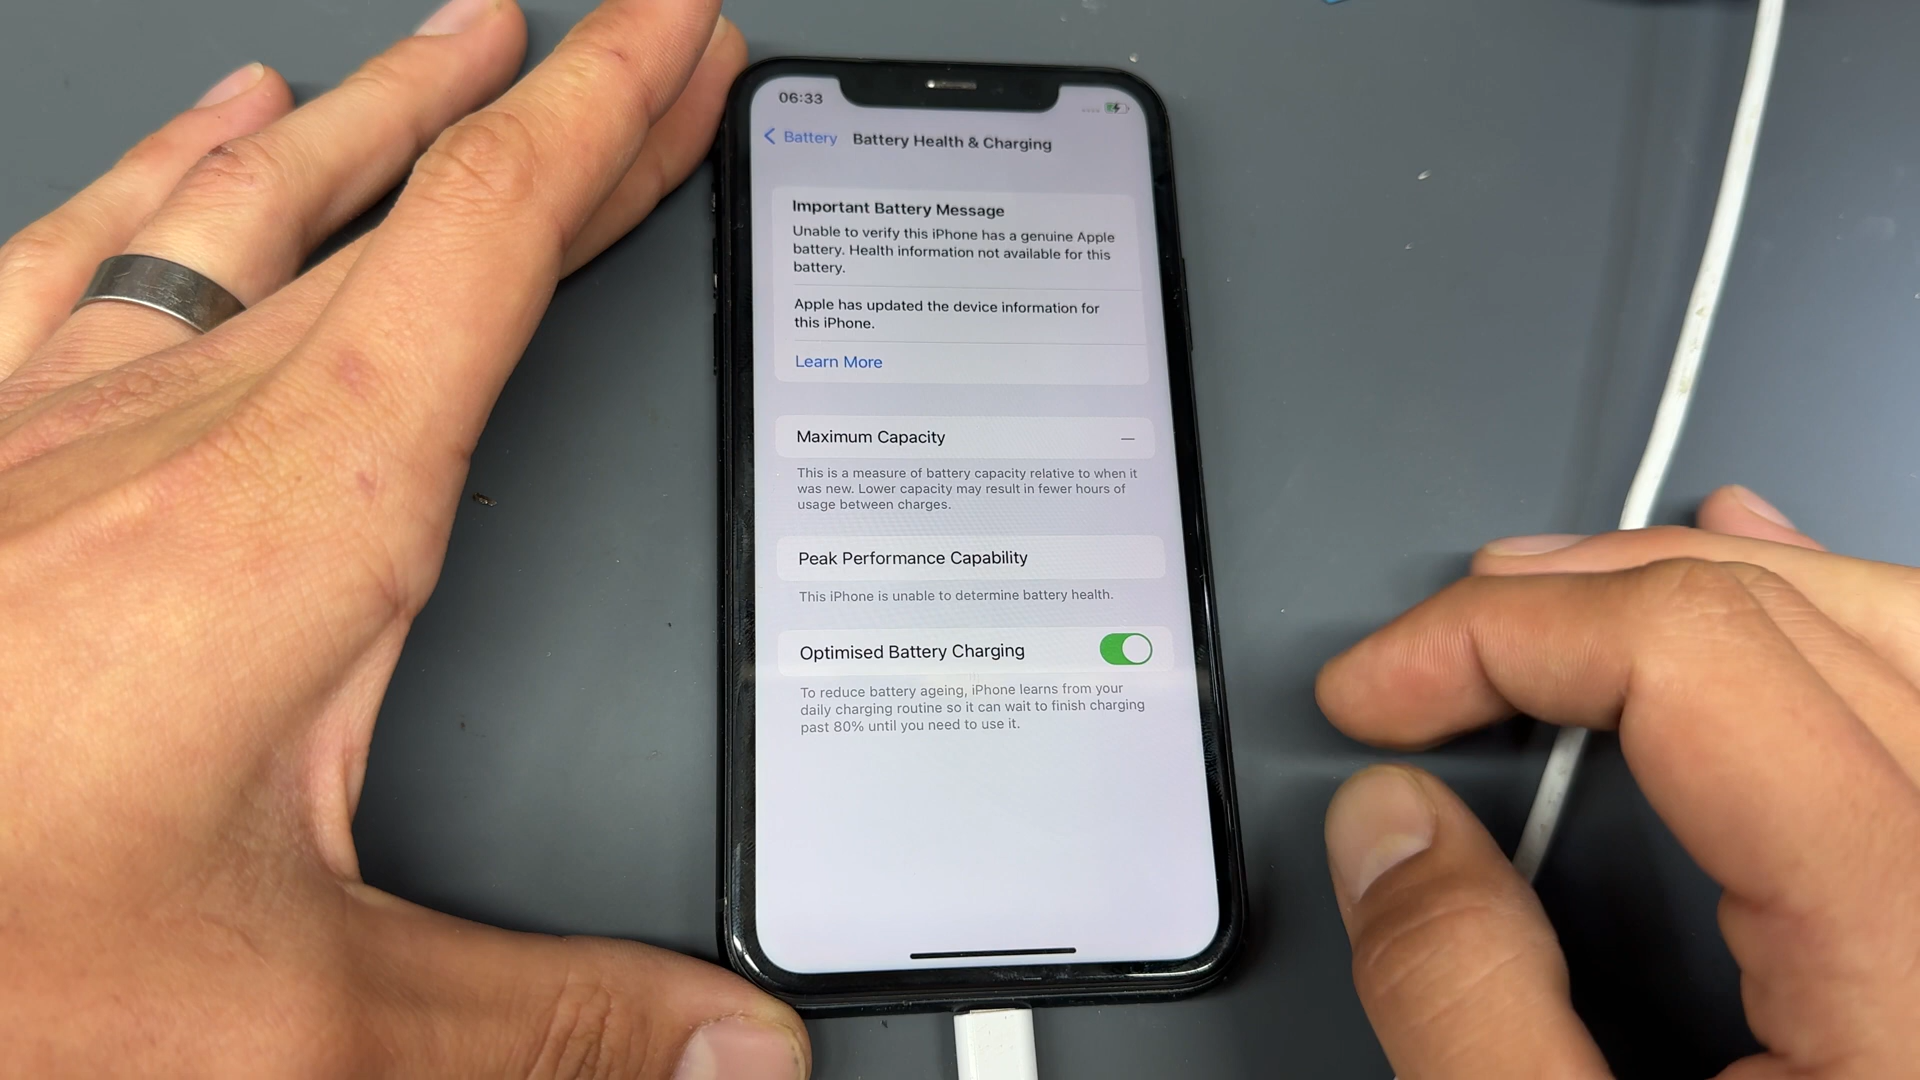 06:33
Battery
Battery Health & Charging
Important Battery Message
Unable to verify this iPhone has a genuine Apple
battery. Health information not available for this
battery.
Apple has updated the device information for
this iPhone.
Learn More
Maximum Capacity —
This is a measure of battery capacity relative to when it
was new. Lower capacity may result in fewer hours of
usage between charges.
Peak Performance Capability
This iPhone is unable to determine battery health.
Optimised Battery Charging
To reduce battery ageing, iPhone learns from your
daily charging routine so it can wait to finish charging
past 80% until you need to use it.